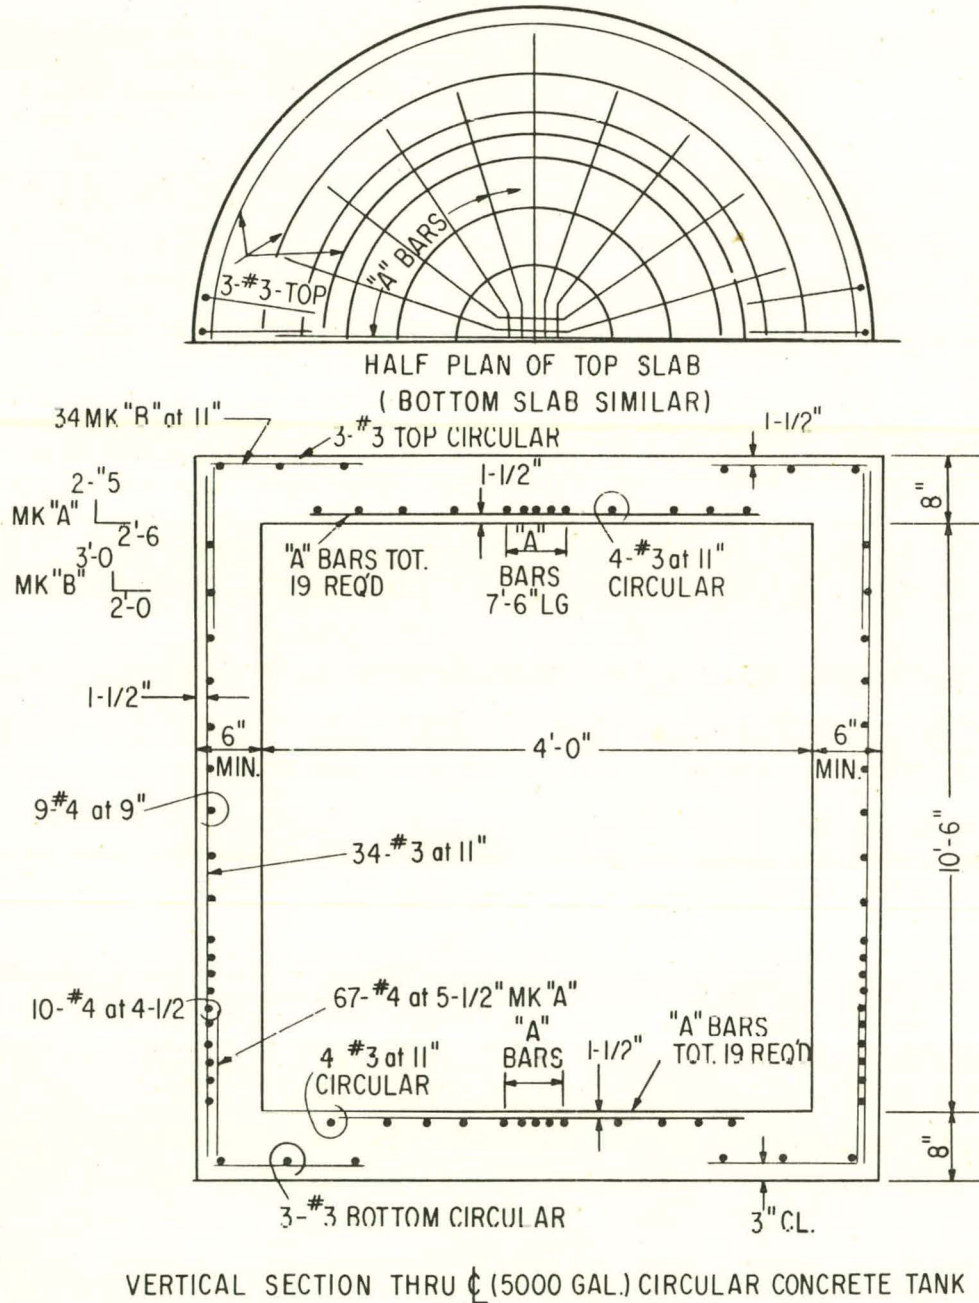 3-#3-TOP
"A" BARS
HALF PLAN OF TOP SLAB
( BOTTOM SLAB SIMILAR)
34 MK "B" at 11"
3-#3 TOP CIRCULAR
1-1/2"
1-1/2"
8"
2-"5
MK "A"
2'-6
3'-0
MK "B"
2'-0
"A" BARS TOT.
19 REQ'D
"A"
BARS
7'-6" LG
4-#3 at 11"
CIRCULAR
1-1/2"
6"
MIN.
4'-0"
6"
MIN.
10'-6"
9-#4 at 9"
34-#3 at 11"
10-#4 at 4-1/2
67-#4 at 5-1/2" MK "A"
"A"
BARS
1-1/2"
"A" BARS
TOT. 19 REQ'D
4 #3 at 11"
CIRCULAR
8"
3-#3 BOTTOM CIRCULAR
3" CL.
VERTICAL SECTION THRU ℄ (5000 GAL.) CIRCULAR CONCRETE TANK